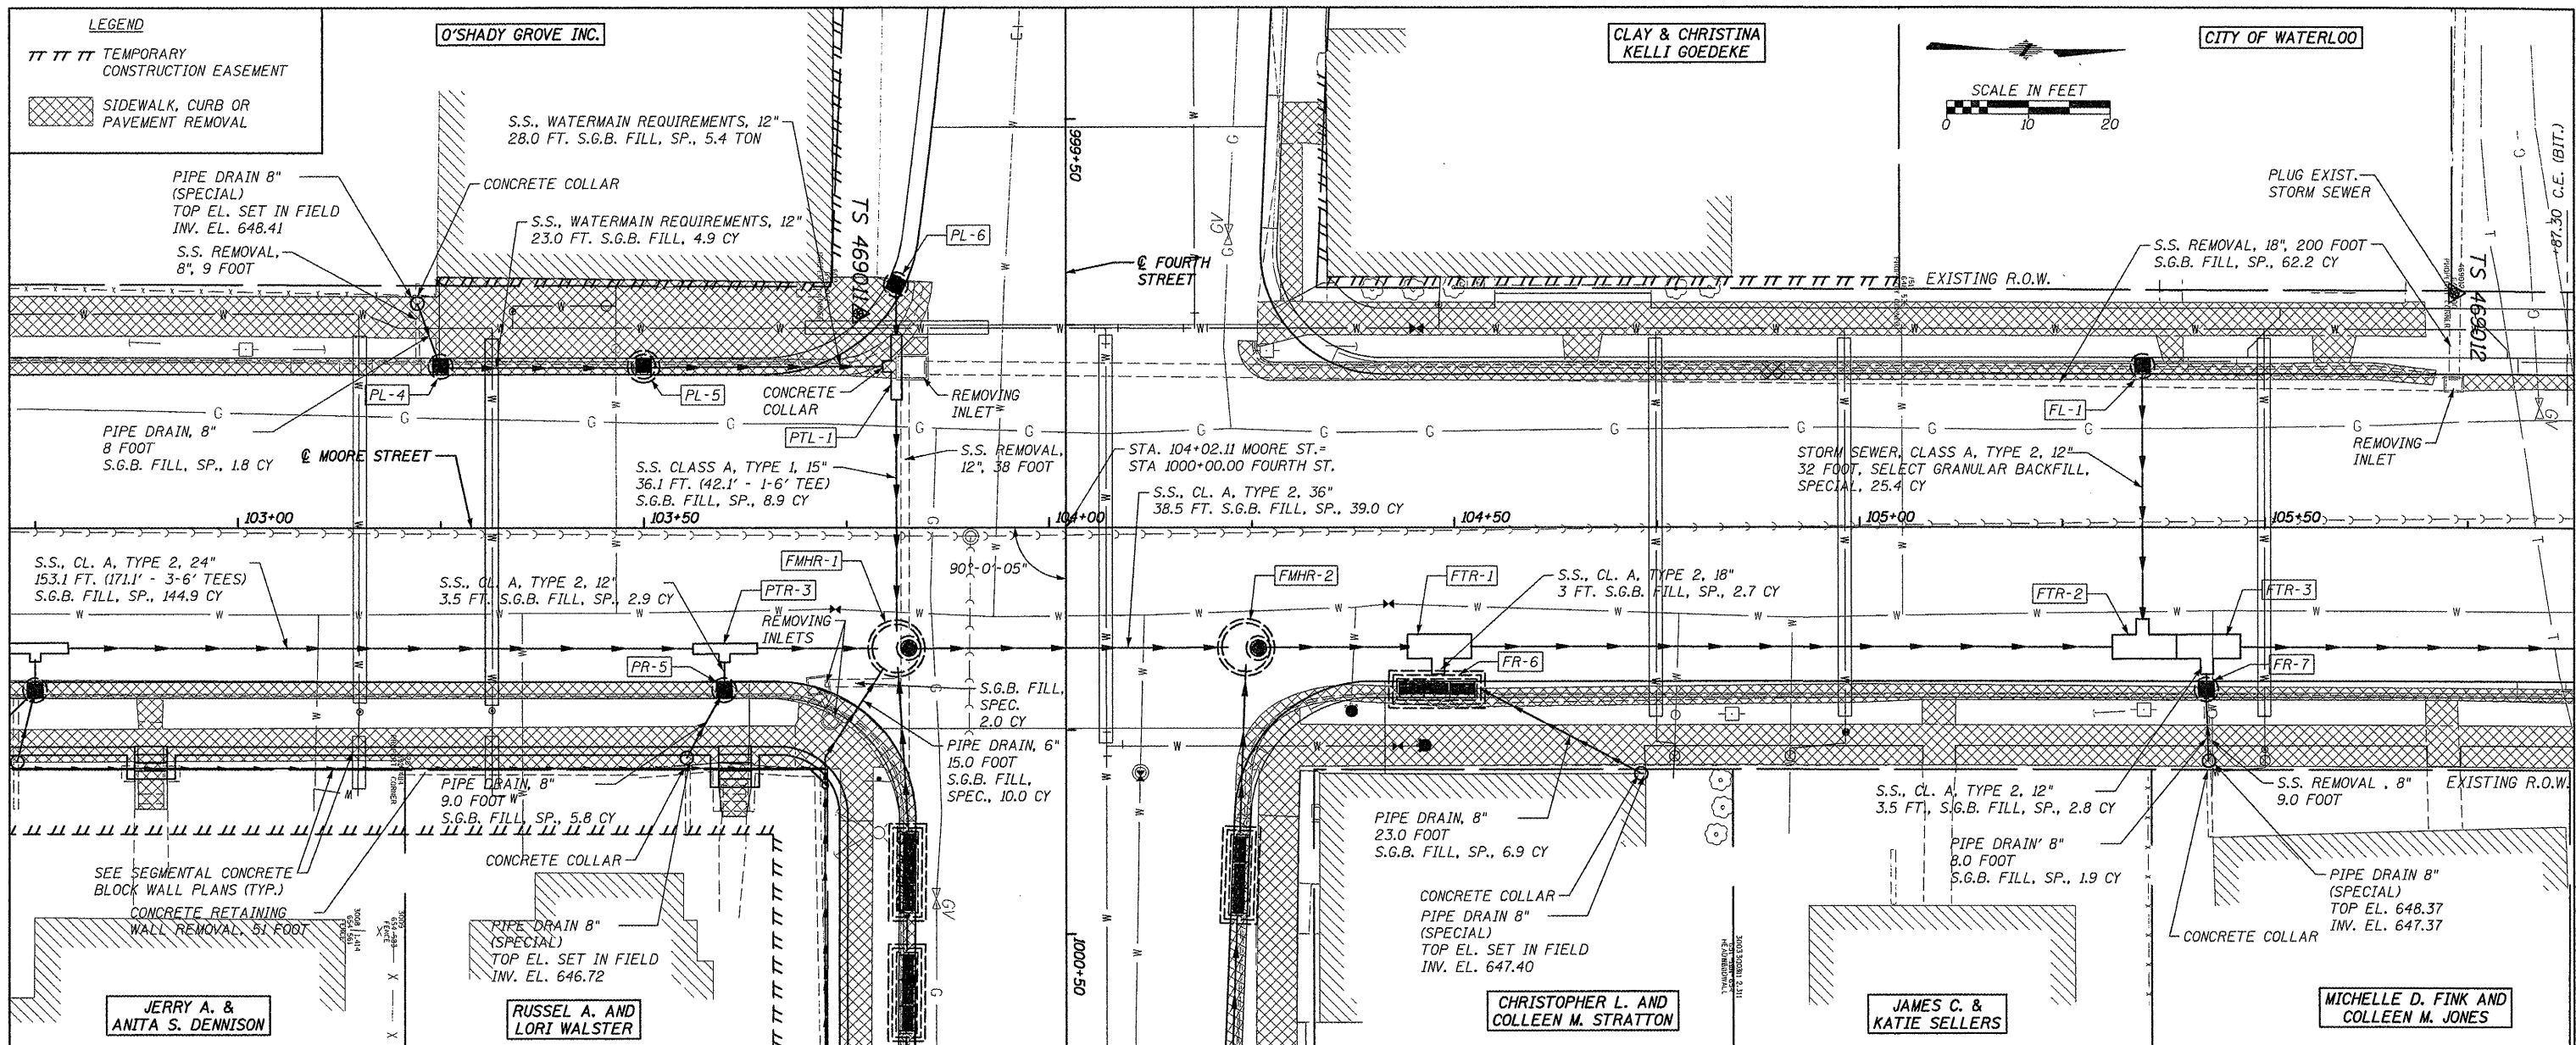 LEGEND
TEMPORARY
CONSTRUCTION EASEMENT
SIDEWALK, CURB OR
PAVEMENT REMOVAL
O'SHADY GROVE INC.
CLAY & CHRISTINA
KELLI GOEDEKE
CITY OF WATERLOO
SCALE IN FEET
0 10 20
S.S., WATERMAIN REQUIREMENTS, 12"
28.0 FT. S.G.B. FILL, SP., 5.4 TON
PIPE DRAIN 8"
(SPECIAL)
TOP EL. SET IN FIELD
INV. EL. 648.41
CONCRETE COLLAR
S.S., WATERMAIN REQUIREMENTS, 12"
23.0 FT. S.G.B. FILL, 4.9 CY
S.S. REMOVAL,
8", 9 FOOT
TS 469011
PL-6
999+50
GV
℄ FOURTH
STREET
PLUG EXIST.
STORM SEWER
S.S. REMOVAL, 18", 200 FOOT
S.G.B. FILL, SP., 62.2 CY
EXISTING R.O.W.
TS 469012
+87.30 C.E. (BIT.)
PL-4
PL-5
CONCRETE
COLLAR
REMOVING
INLET
FL-1
GV
PIPE DRAIN, 8"
8 FOOT
S.G.B. FILL, SP., 1.8 CY
℄ MOORE STREET
PTL-1
S.S. CLASS A, TYPE 1, 15"
36.1 FT. (42.1' - 1-6' TEE)
S.G.B. FILL, SP., 8.9 CY
S.S. REMOVAL,
12", 38 FOOT
STA. 104+02.11 MOORE ST.=
STA 1000+00.00 FOURTH ST.
S.S., CL. A, TYPE 2, 36"
38.5 FT. S.G.B. FILL, SP., 39.0 CY
STORM SEWER, CLASS A, TYPE 2, 12"
32 FOOT, SELECT GRANULAR BACKFILL,
SPECIAL, 25.4 CY
REMOVING
INLET
103+00
103+50
104+00
104+50
105+00
105+50
S.S., CL. A, TYPE 2, 24"
153.1 FT. (171.1' - 3-6' TEES)
S.G.B. FILL, SP., 144.9 CY
S.S., CL. A, TYPE 2, 12"
3.5 FT. S.G.B. FILL, SP., 2.9 CY
FMHR-1
90°-0'-05"
PTR-3
REMOVING
INLETS
FMHR-2
FTR-1
S.S., CL. A, TYPE 2, 18"
3 FT. S.G.B. FILL, SP., 2.7 CY
FTR-2
FTR-3
PR-5
FR-6
FR-7
S.G.B. FILL,
SPEC.
2.0 CY
PIPE DRAIN, 6"
15.0 FOOT
S.G.B. FILL,
SPEC., 10.0 CY
PIPE DRAIN, 8"
9.0 FOOT
S.G.B. FILL, SP., 5.8 CY
S.S., CL. A, TYPE 2, 12"
3.5 FT, S.G.B. FILL, SP., 2.8 CY
S.S. REMOVAL , 8"
9.0 FOOT
EXISTING R.O.W.
PIPE DRAIN, 8"
23.0 FOOT
S.G.B. FILL, SP., 6.9 CY
PIPE DRAIN' 8"
8.0 FOOT
S.G.B. FILL, SP., 1.9 CY
SEE SEGMENTAL CONCRETE
BLOCK WALL PLANS (TYP.)
CONCRETE COLLAR
CONCRETE RETAINING
WALL REMOVAL, 51 FOOT
PIPE DRAIN 8"
(SPECIAL)
TOP EL. SET IN FIELD
INV. EL. 646.72
GV
1000+50
CONCRETE COLLAR
PIPE DRAIN 8"
(SPECIAL)
TOP EL. SET IN FIELD
INV. EL. 647.40
PIPE DRAIN 8"
(SPECIAL)
TOP EL. 648.37
INV. EL. 647.37
CONCRETE COLLAR
JERRY A. &
ANITA S. DENNISON
RUSSEL A. AND
LORI WALSTER
CHRISTOPHER L. AND
COLLEEN M. STRATTON
JAMES C. &
KATIE SELLERS
MICHELLE D. FINK AND
COLLEEN M. JONES